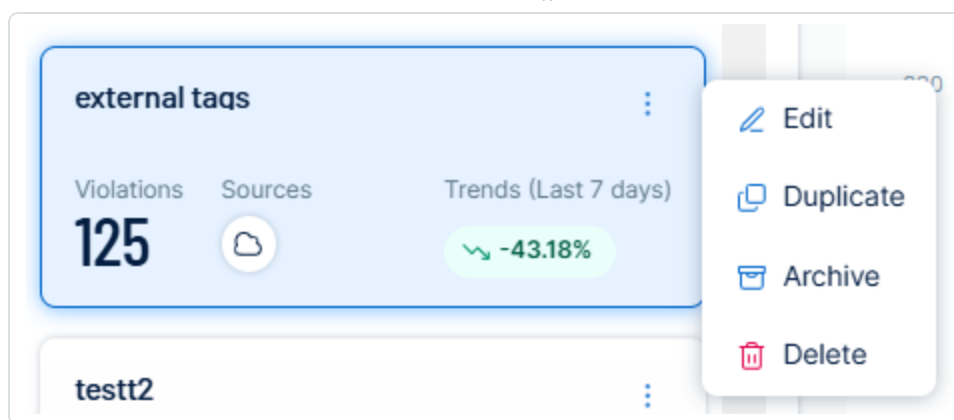 external tags
Violations
Sources
Trends (Last 7 days)
125
-43.18%
testt2
Edit
Duplicate
Archive
Delete